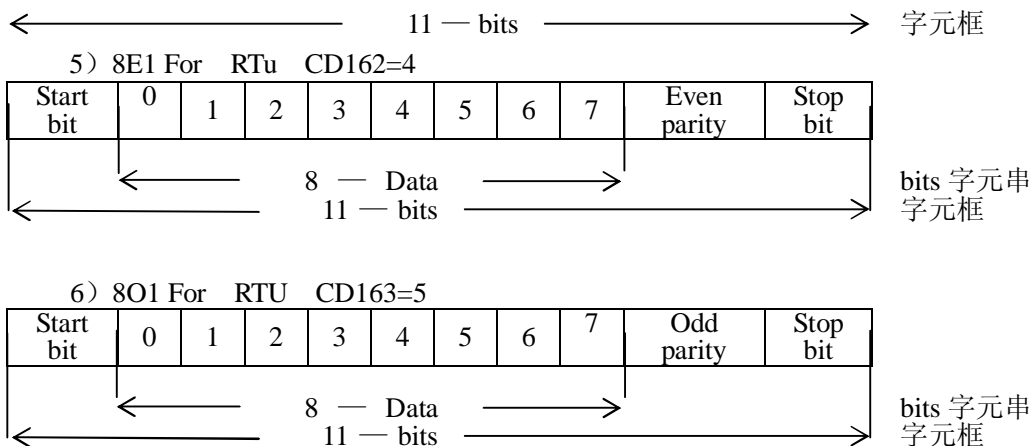 11 — bits 字元框
5）8E1 For RTu CD162=4
Start bit 0 1 2 3 4 5 6 7 Even parity Stop bit
8 — Data bits 字元串
11 — bits 字元框
6）8O1 For RTU CD163=5
Start bit 0 1 2 3 4 5 6 7 Odd parity Stop bit
8 — Data bits 字元串
11 — bits 字元框